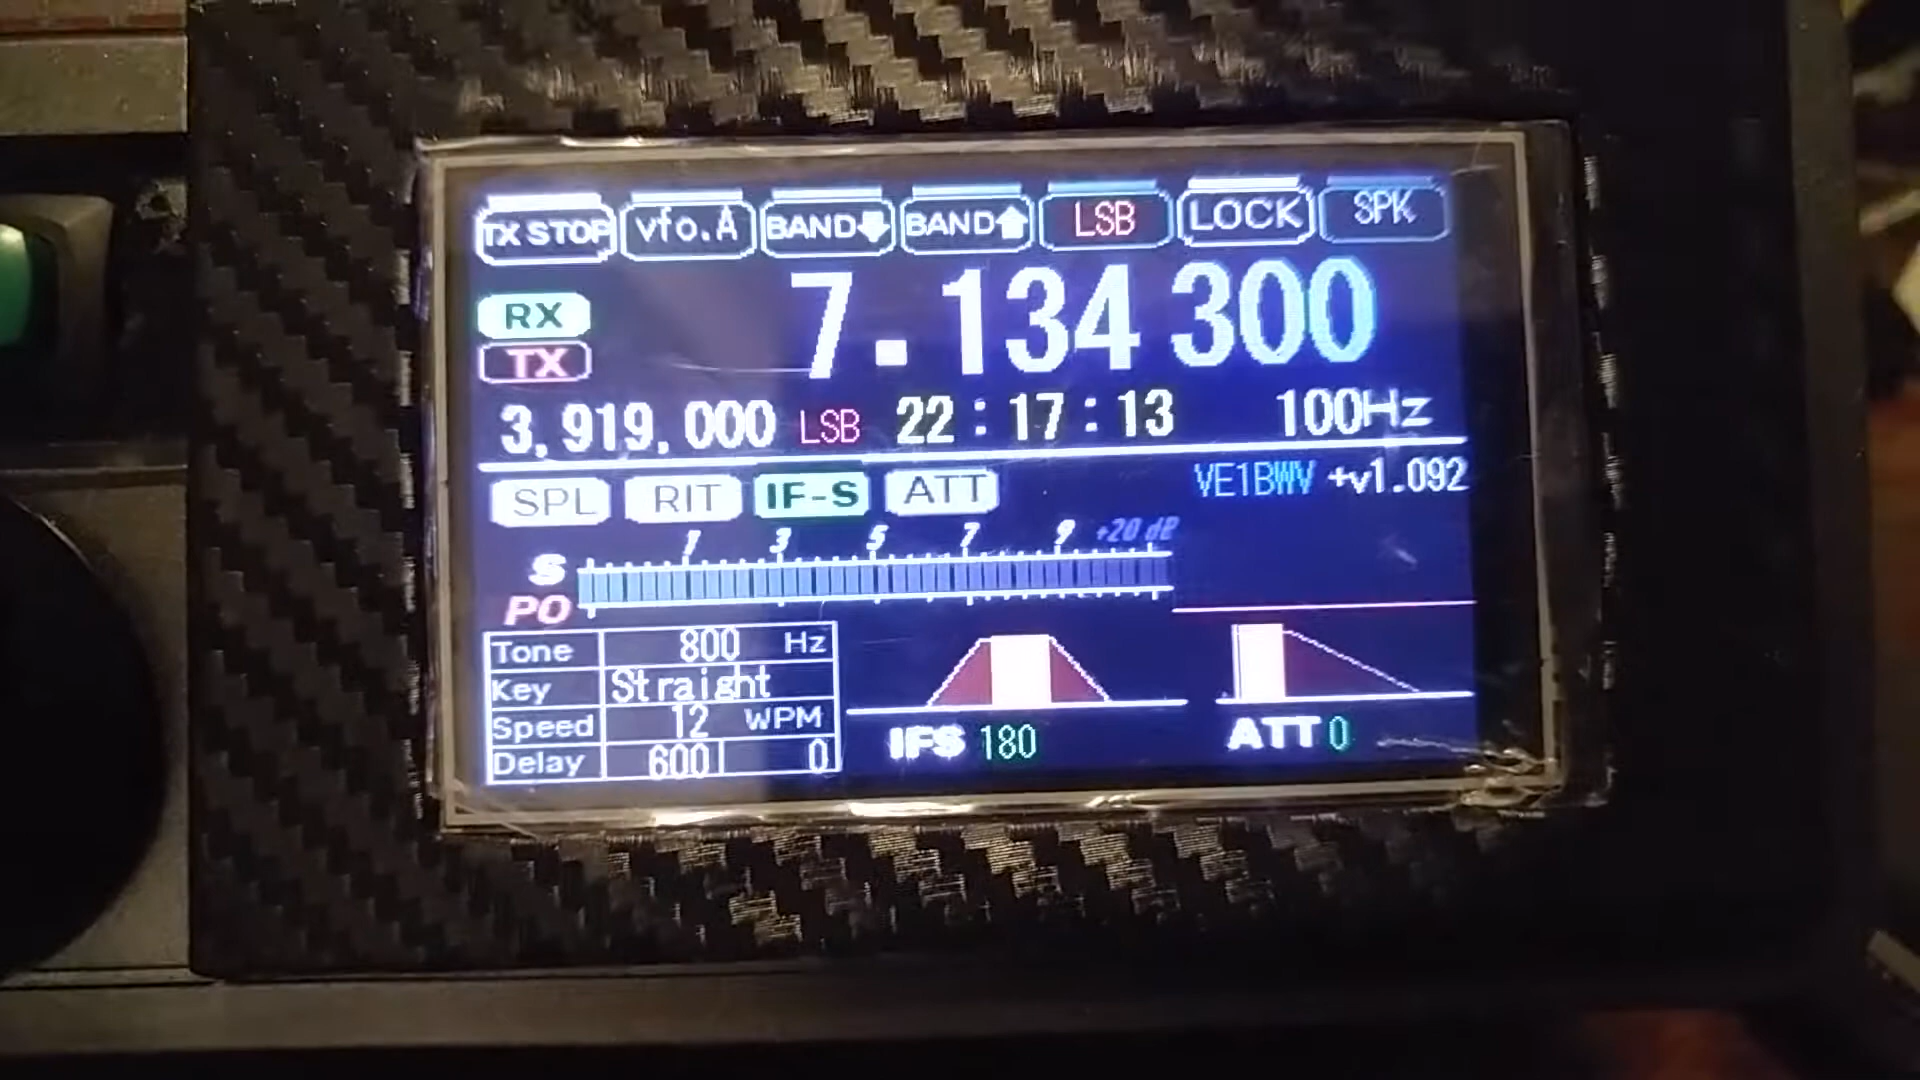 TX STOP vfo.A BAND BAND LSB LOCK SPK
RX 7.134 300
TX
3,919,000 LSB 22:17:13 100Hz
SPL RIT IF-S ATT VE1BWV +v1.092
1 3 5 7 9 +20 dB
S
PO
Tone 800 Hz
Key Straight
Speed 12 WPM
Delay 600 0
IFS 180 ATT 0